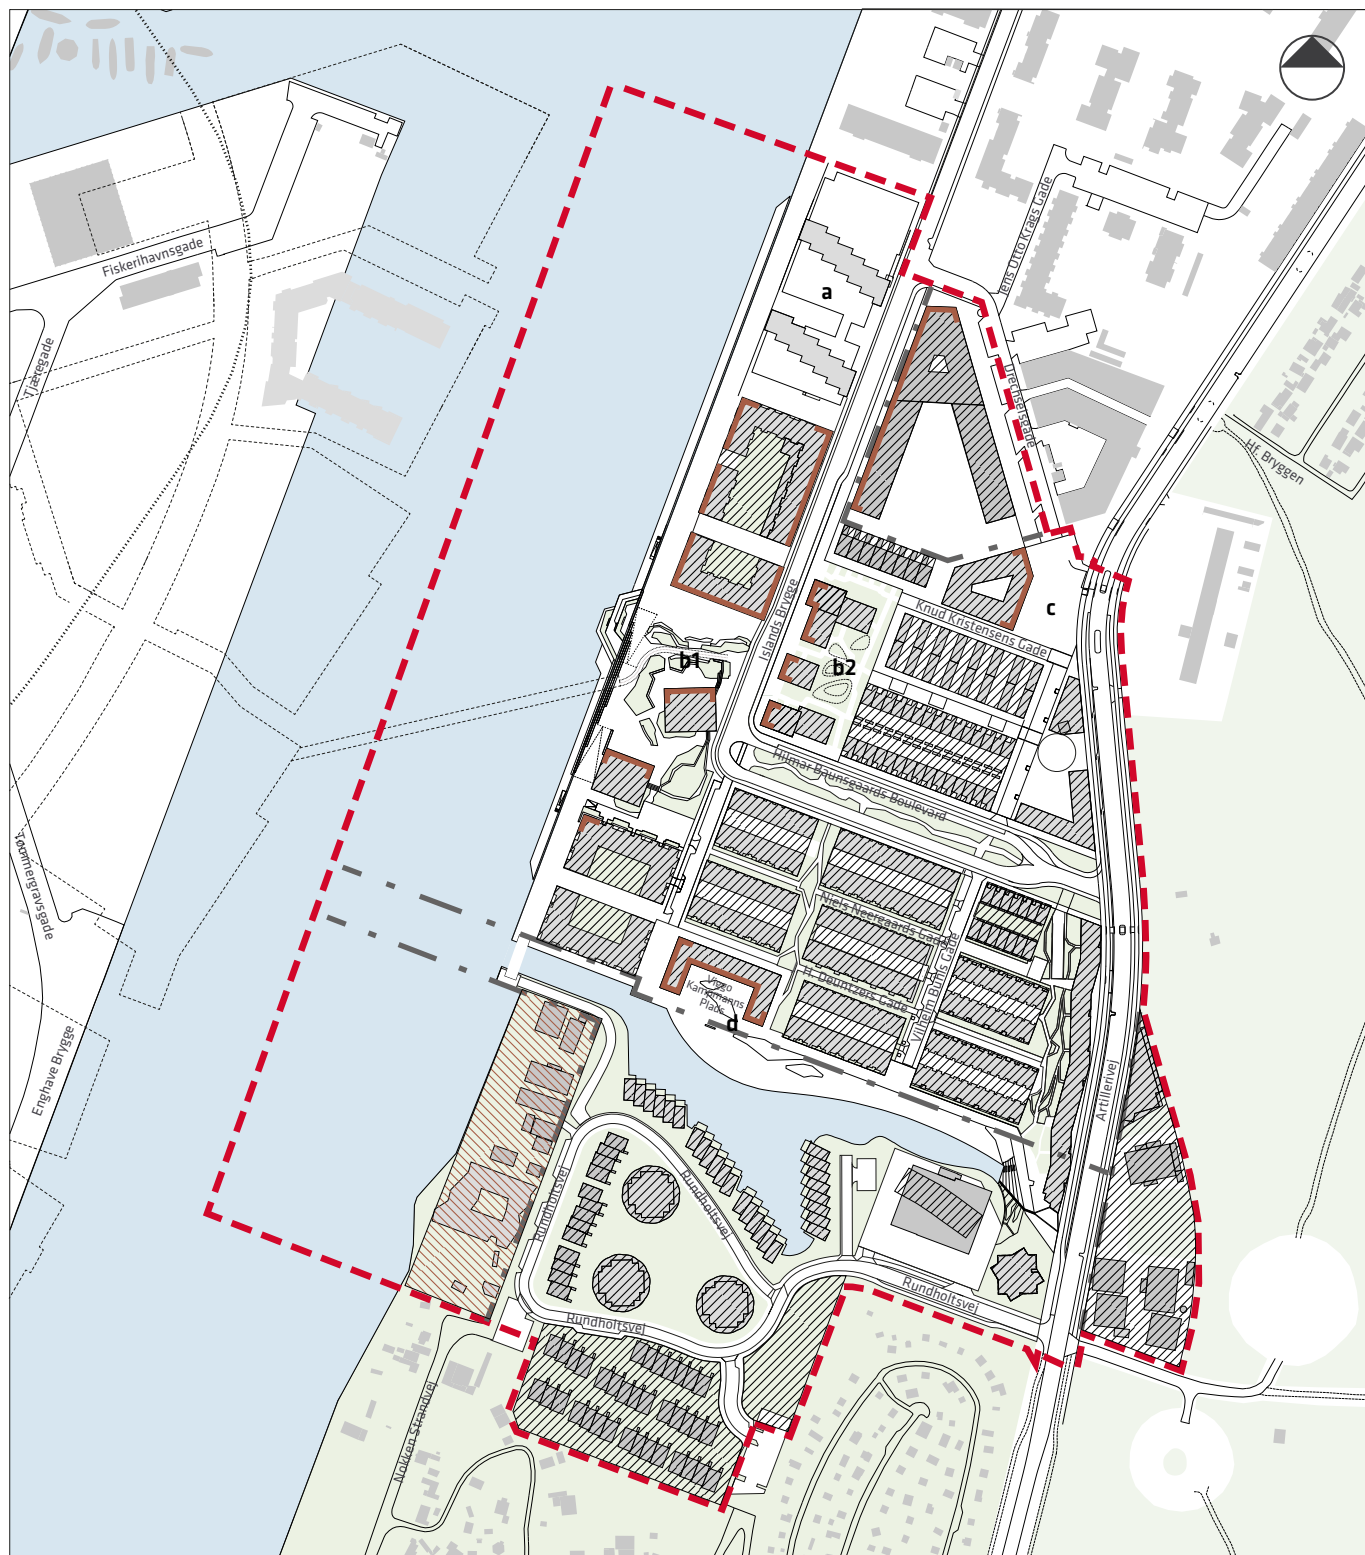 Fiskerihavnsgade
Jens Otto Krags Gade
a
Tjæregade
Drechselsgade
Hf. Bryggen
Islands Brygge
c
Knud Kristensens Gade
b1
b2
Hilmar Baunsgaards Boulevard
Tømmergravsgade
Niels Neergaards Gade
Vilhelm Buhls Gade
H. Deuntzers Gade
Viggo
Kampmanns
Plads
d
Enghave Brygge
Artillerivej
Rundholtsvej
Rundholtsvej
Rundholtsvej
Rundholtsvej
Nokken Strandvej